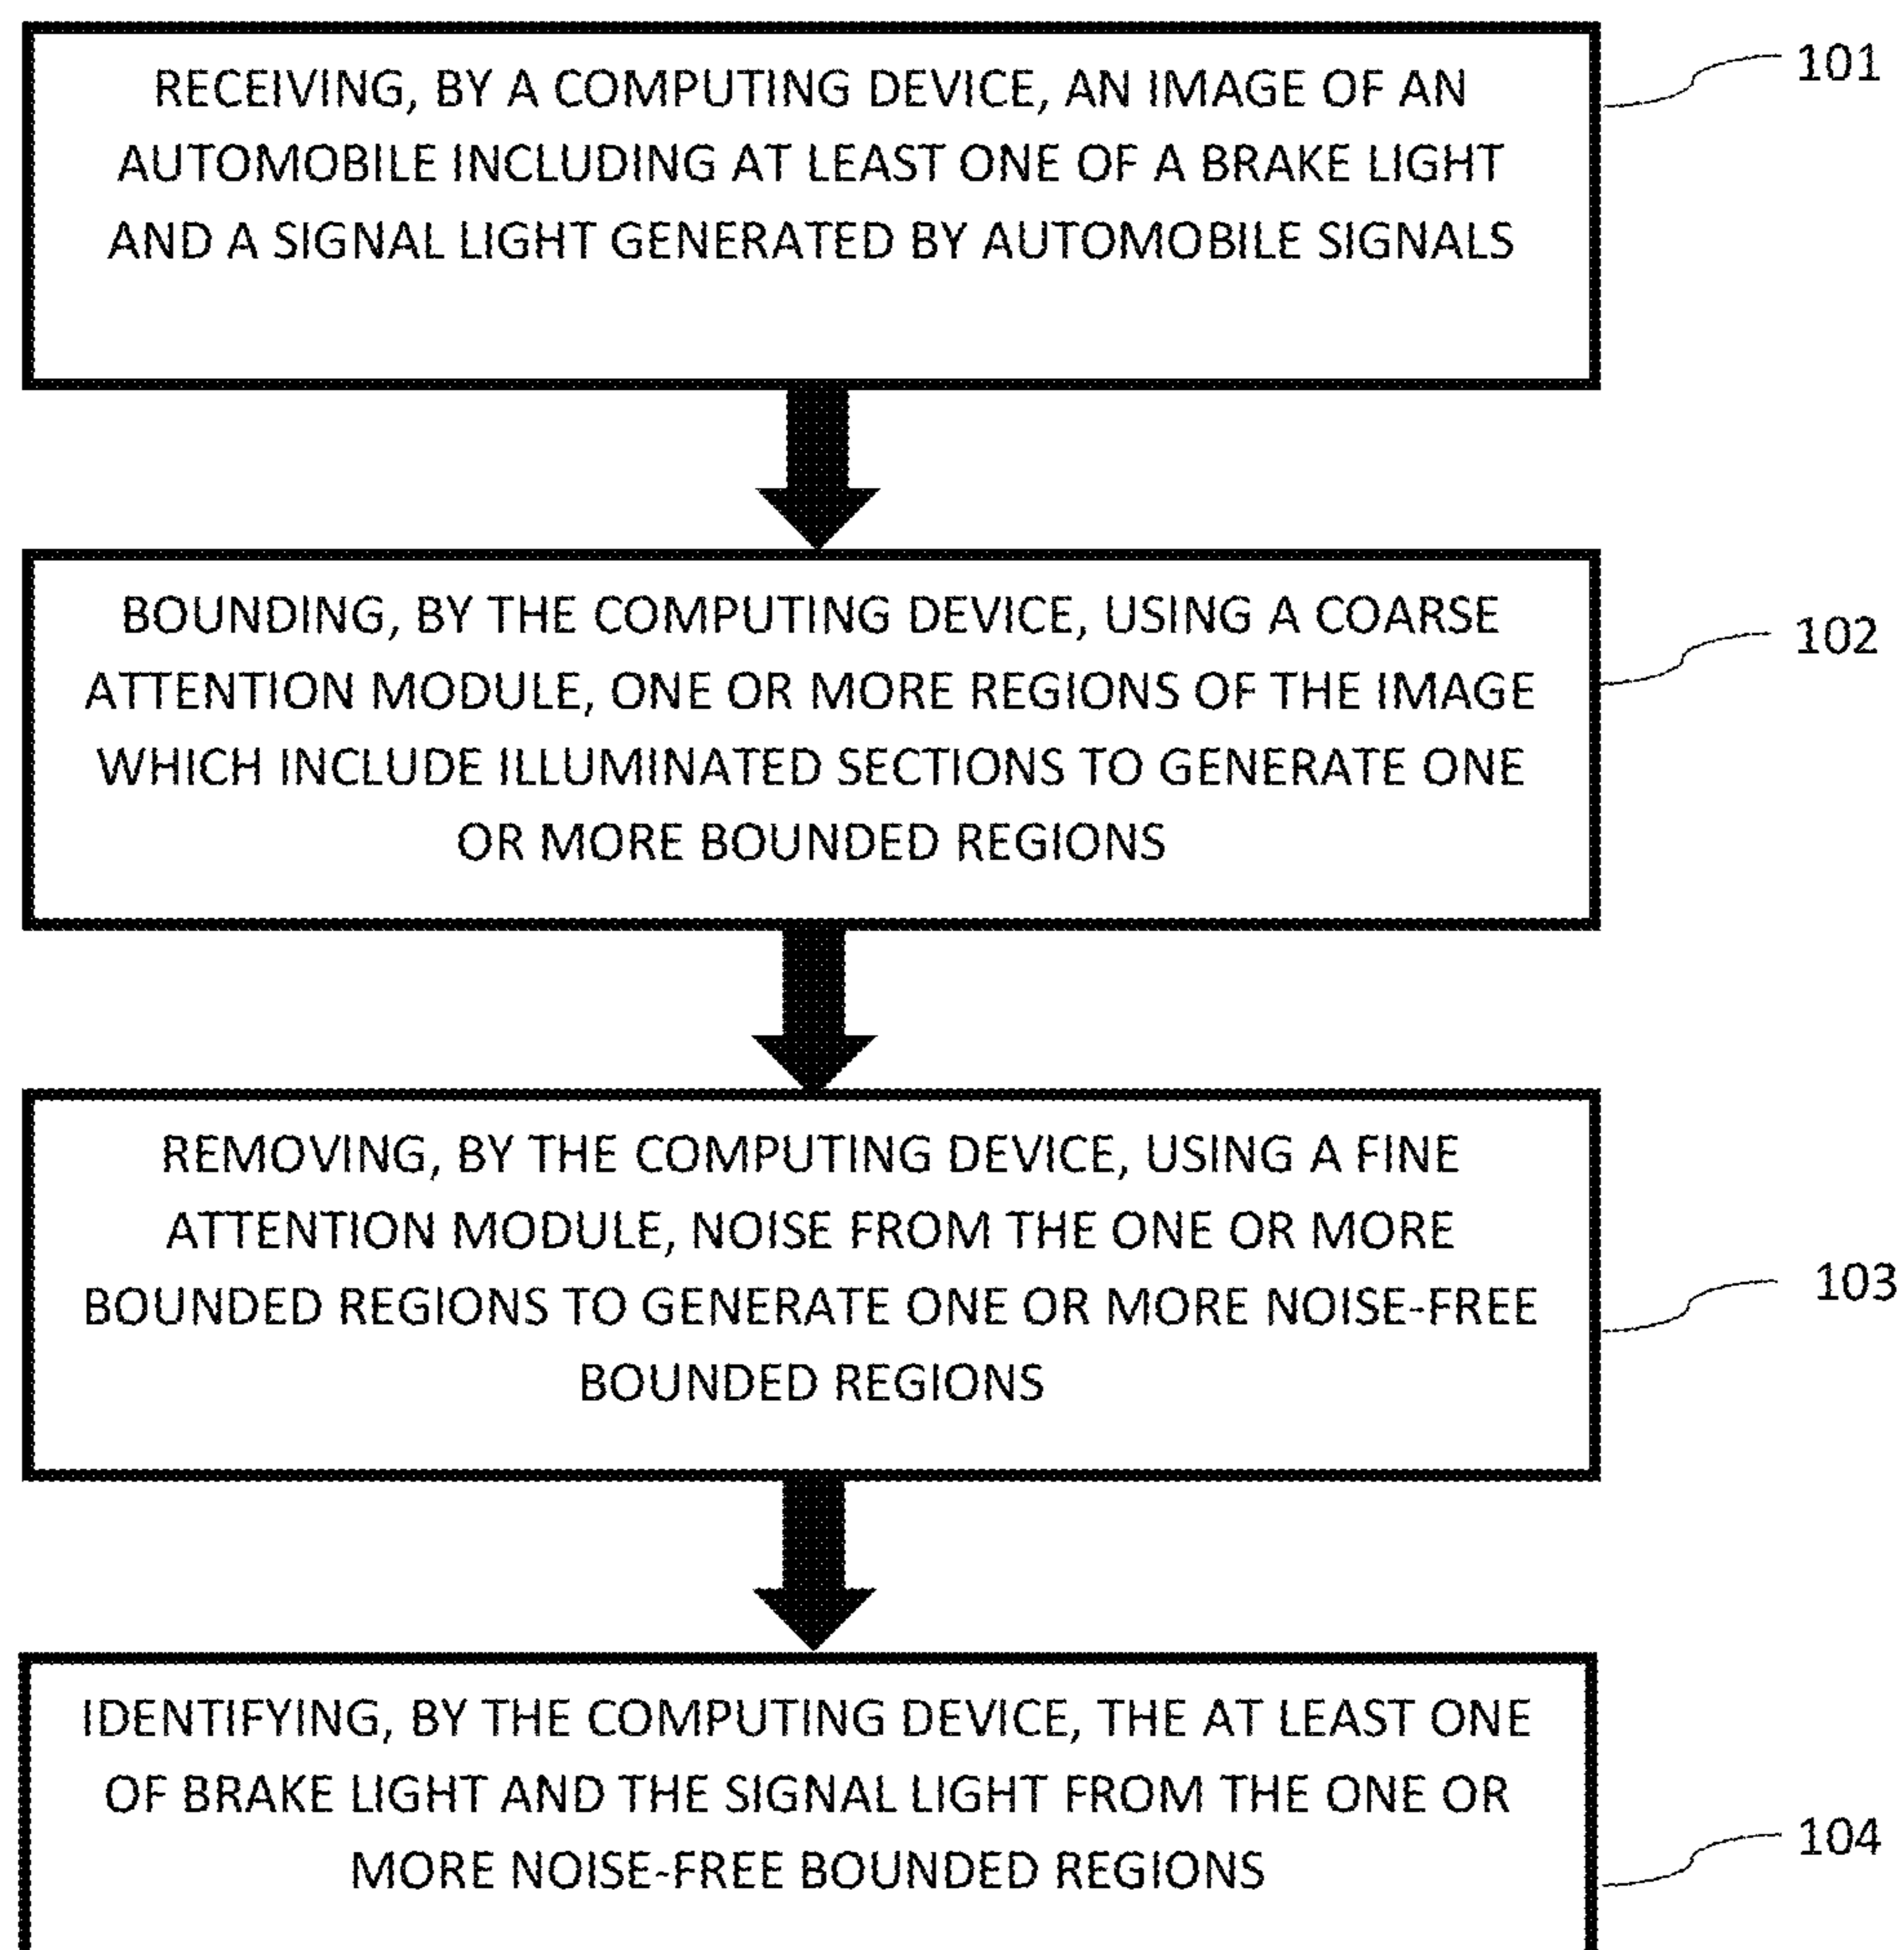 RECEIVING, BY A COMPUTING DEVICE, AN IMAGE OF AN
AUTOMOBILE INCLUDING AT LEAST ONE OF A BRAKE LIGHT
AND A SIGNAL LIGHT GENERATED BY AUTOMOBILE SIGNALS
101
BOUNDING, BY THE COMPUTING DEVICE, USING A COARSE
ATTENTION MODULE, ONE OR MORE REGIONS OF THE IMAGE
WHICH INCLUDE ILLUMINATED SECTIONS TO GENERATE ONE
OR MORE BOUNDED REGIONS
102
REMOVING, BY THE COMPUTING DEVICE, USING A FINE
ATTENTION MODULE, NOISE FROM THE ONE OR MORE
BOUNDED REGIONS TO GENERATE ONE OR MORE NOISE-FREE
BOUNDED REGIONS
103
IDENTIFYING, BY THE COMPUTING DEVICE, THE AT LEAST ONE
OF BRAKE LIGHT AND THE SIGNAL LIGHT FROM THE ONE OR
MORE NOISE-FREE BOUNDED REGIONS
104